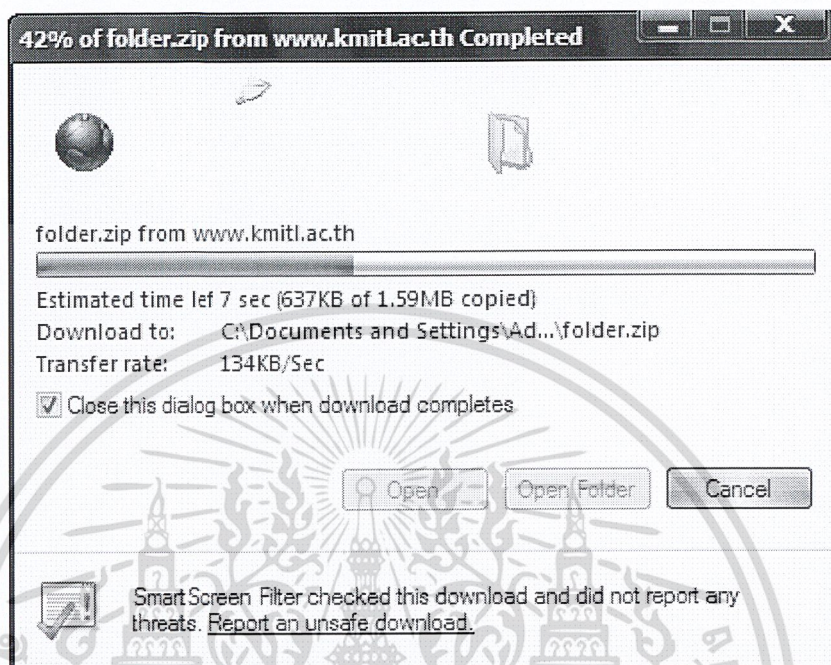 42% of folder.zip from www.kmitl.ac.th Completed
folder.zip from www.kmitl.ac.th
Estimated time lef 7 sec (637KB of 1.59MB copied)
Download to: C:\Documents and Settings\Ad...\folder.zip
Transfer rate: 134KB/Sec
Close this dialog box when download completes
Open Open Folder Cancel
SmartScreen Filter checked this download and did not report any
threats. Report an unsafe download.